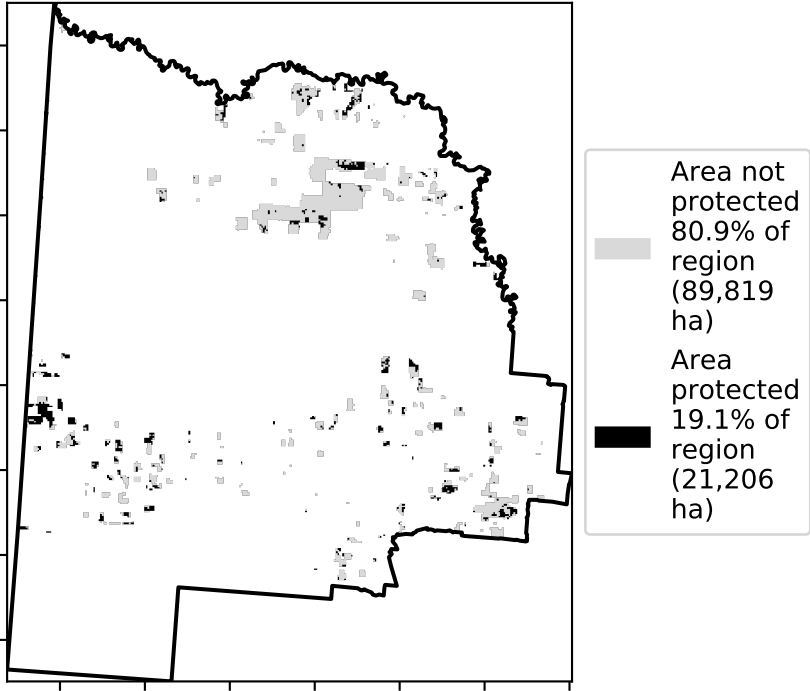 Area not
protected
80.9% of
region
(89,819
ha)
Area
protected
19.1% of
region
(21,206
ha)